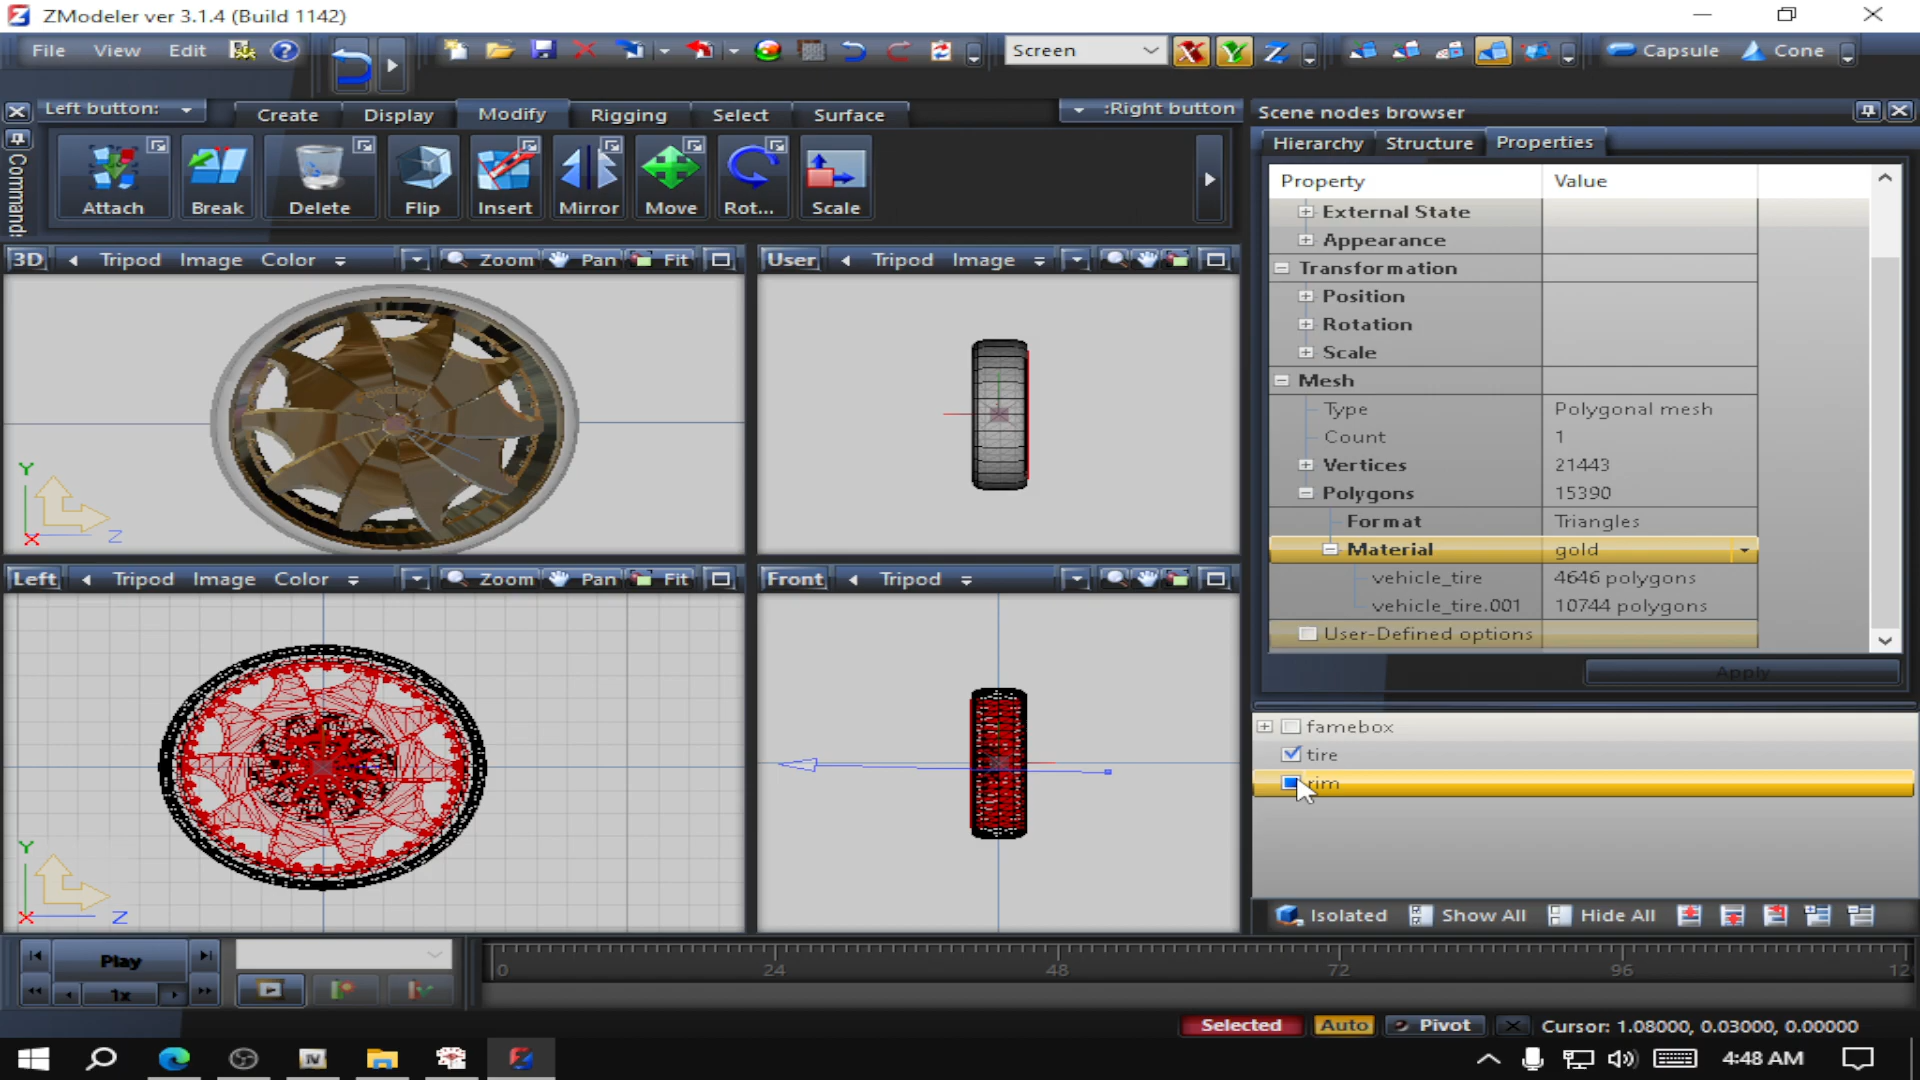 ZModeler ver 3.1.4 (Build 1142)
File View Edit
Screen
Capsule Cone
Left button:
:Right button
Create Display Modify Rigging Select Surface
Commands
Attach Break Delete Flip Insert Mirror Move Rot... Scale
Scene nodes browser
Hierarchy Structure Properties
Property Value
External State
Appearance
Transformation
Position
Rotation
Scale
Mesh
Type Polygonal mesh
Count 1
Vertices 21443
Polygons 15390
Format Triangles
Material gold
vehicle_tire 4646 polygons
vehicle_tire.001 10744 polygons
User-Defined options
Apply
3D Tripod Image Color Zoom Pan Fit
User Tripod Image
Y
X Z
Left Tripod Image Color Zoom Pan Fit
Front Tripod
Y
X Z
famebox
tire
rim
Isolated Show All Hide All
Play
1x
0 24 48 72 96 12
Selected Auto Pivot Cursor: 1.08000, 0.03000, 0.00000
IV
4:48 AM